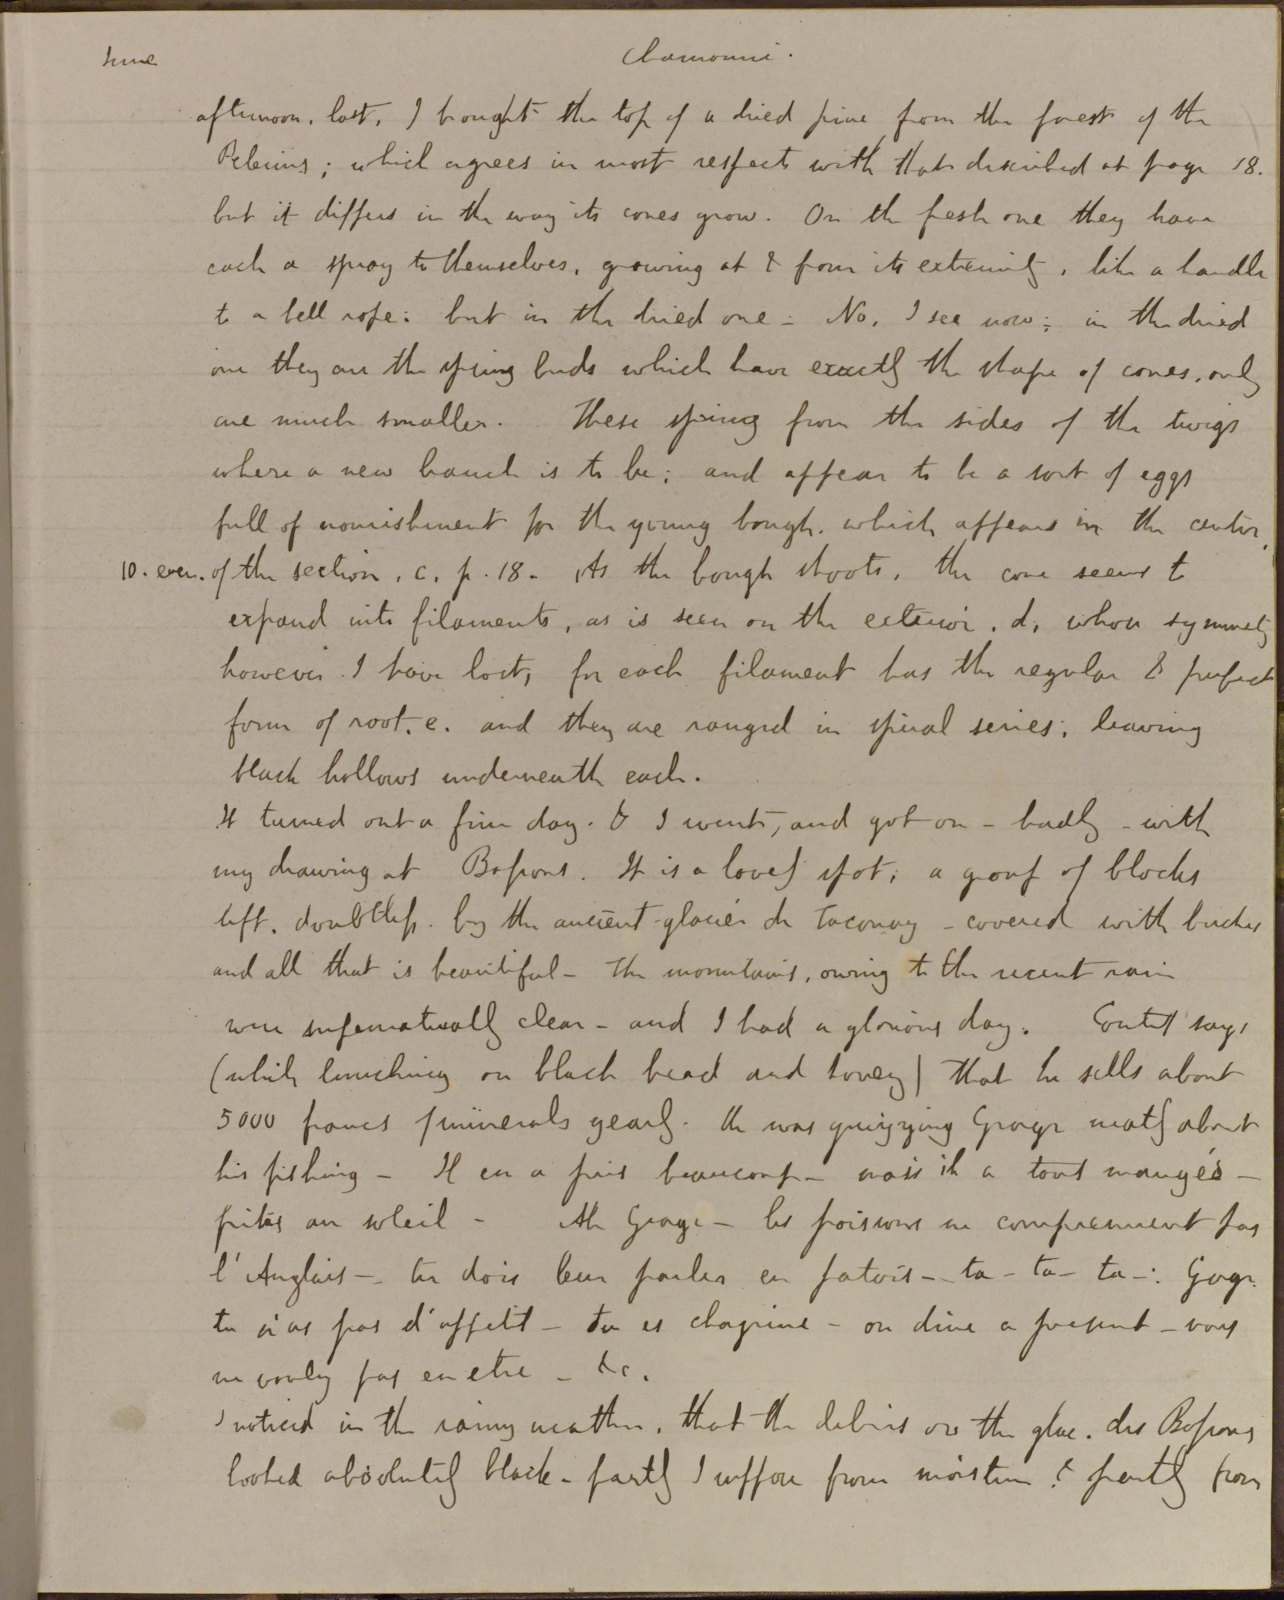 June Chamouni.
afternoon, last, I brought the top of a dried pine from the forest of the
Pelerins; which agrees in most respects with that described at page 18.
but it differs in the way its cones grow. On the fresh one they have
each a spray to themselves, growing at & from its extremity, like a handle
to a bell rope: but in the dried one - No, I see now; in the dried
one they are the spring buds which have exactly the shape of cones, only
are much smaller. These spring from the sides of the twigs
where a new branch is to be; and appear to be a sort of eggs
full of nourishment for the young bough, which appears in the center,
10. even. of the section, c, p. 18. As the bough shoots, the cone seems to
expand into filaments, as is seen on the exterior, d, whose symmetry
however I have lost, for each filament has the regular & perfect
form of root. e. and they are ranged in spiral series, leaving
black hollows underneath each.
It turned out a fine day. & I went, and got on - badly - with
my drawing at Bossons. It is a lovely spot, a group of blocks
left, doubtless. by the ancient glacier de Taconay - covered with birches
and all that is beautiful - The mountains, owing to the recent rain
were supernaturally clear - and I had a glorious day. Coutet says
(while lunching on black bread and honey) that he sells about
5000 francs minerals yearly. He was quizzing George neatly about
his fishing - Il en a pris beaucoup - mais il a tous mangés -
frites au soleil - Ah George - les poissons ne comprennent pas
l'Anglais - tu dois leur parler en patois - ta - ta - ta -: George
tu n'as pas d'appetit - tu es chagriné - on dine a present - vous
ne voulez pas en etre - &c.
I noticed in the rainy weather, that the debris on the glac. des Bossons
looked absolutely black - partly I suppose from moisture & partly from